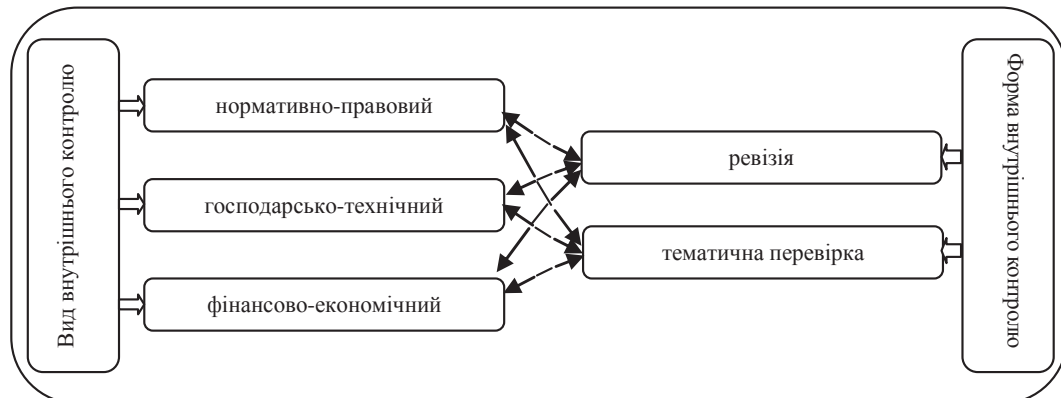 Вид внутрішнього контролю
нормативно-правовий
господарсько-технічний
фінансово-економічний
ревізія
тематична перевірка
Форма внутрішнього контролю